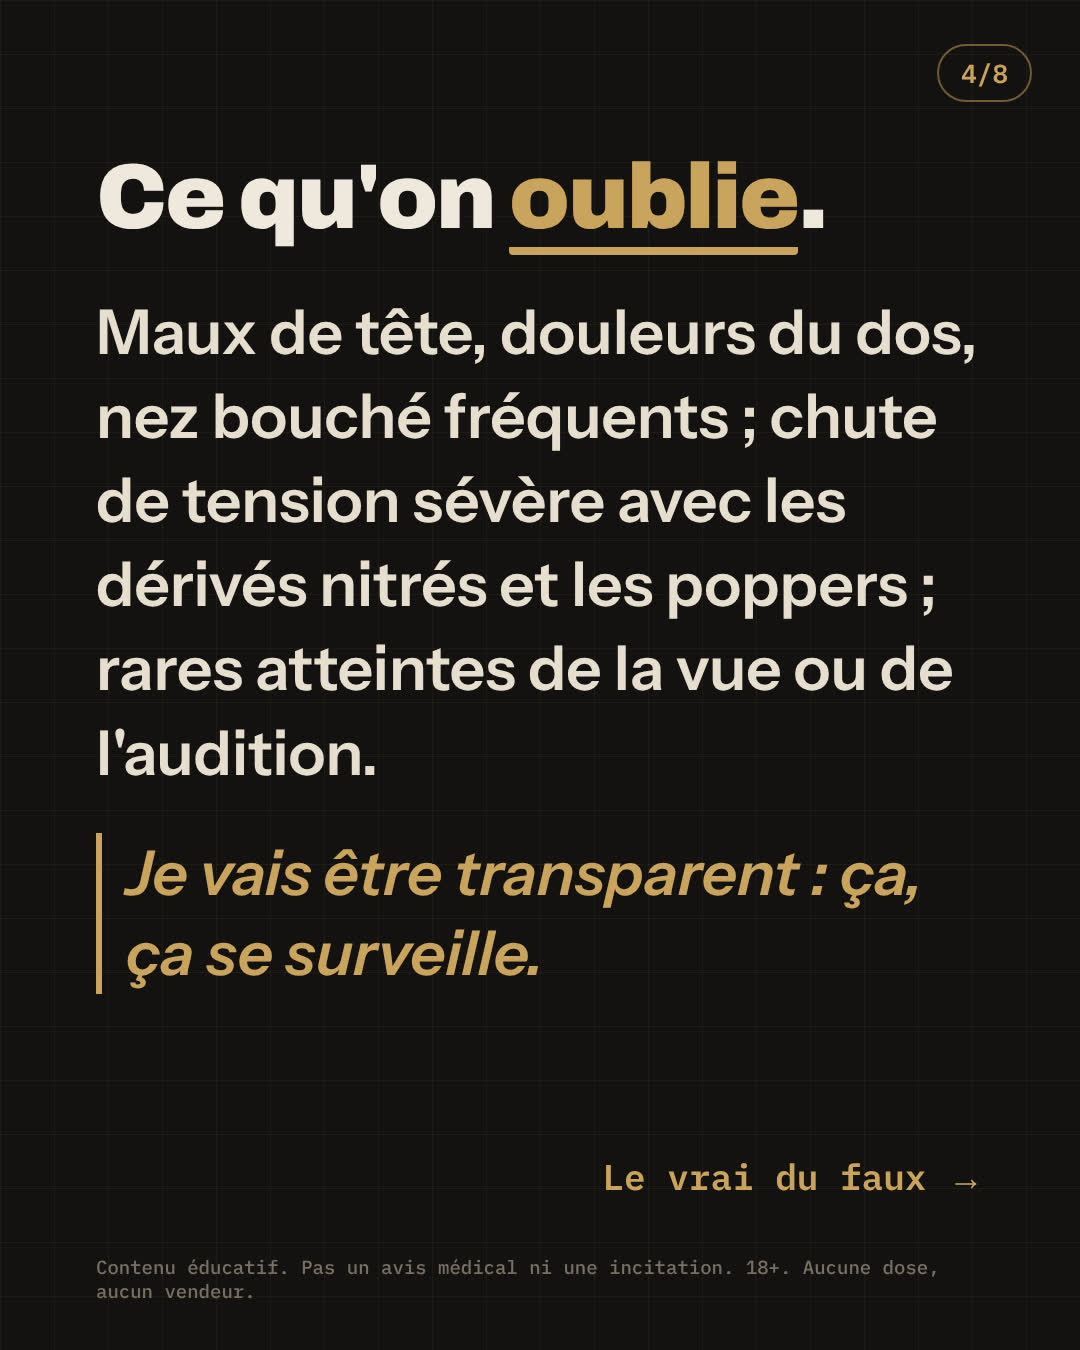 4/8
Ce qu'on oublie.
Maux de tête, douleurs du dos,
nez bouché fréquents ; chute
de tension sévère avec les
dérivés nitrés et les poppers ;
rares atteintes de la vue ou de
l'audition.
Je vais être transparent : ça,
ça se surveille.
Le vrai du faux →
Contenu éducatif. Pas un avis médical ni une incitation. 18+. Aucune dose,
aucun vendeur.